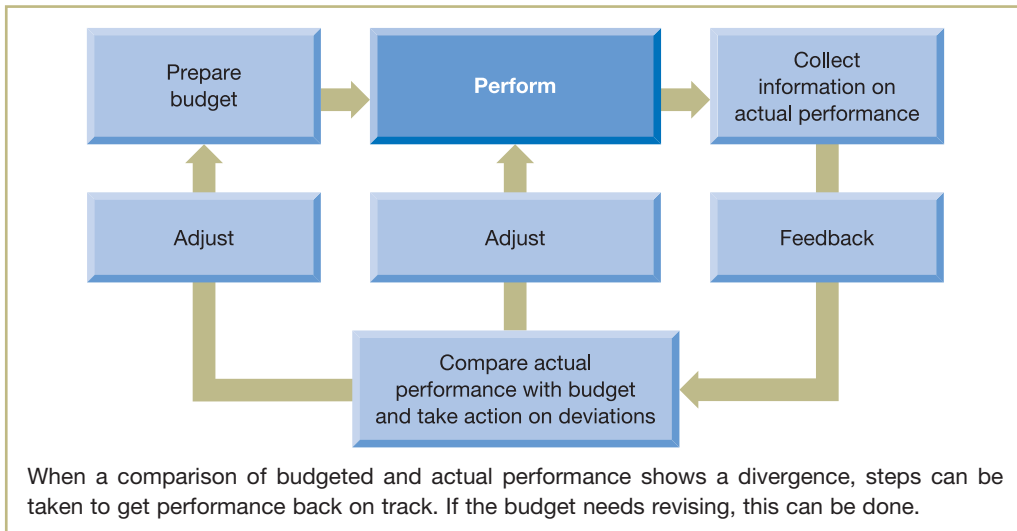 Prepare
budget
Perform
Collect
information on
actual performance
Adjust
Adjust
Feedback
Compare actual
performance with budget
and take action on deviations
When a comparison of budgeted and actual performance shows a divergence, steps can be
taken to get performance back on track. If the budget needs revising, this can be done.